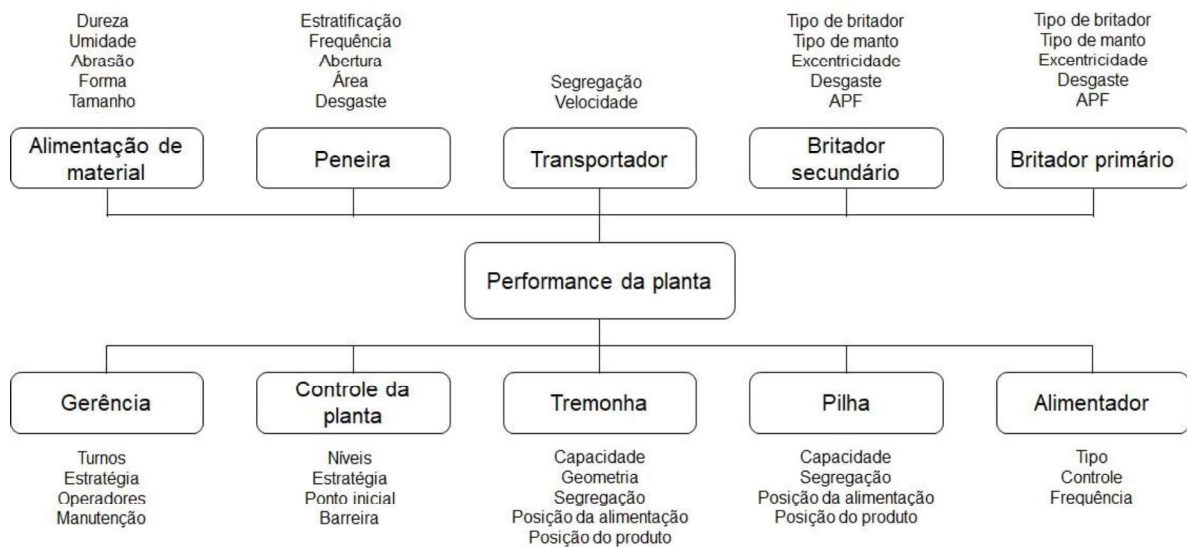 Dureza
Umidade
Abrasão
Forma
Tamanho
Alimentação de
material
Estratificação
Frequência
Abertura
Área
Desgaste
Peneira
Segregação
Velocidade
Transportador
Tipo de britador
Tipo de manto
Excentricidade
Desgaste
APF
Britador
secundário
Tipo de britador
Tipo de manto
Excentricidade
Desgaste
APF
Britador primário
Performance da planta
Gerência
Turnos
Estratégia
Operadores
Manutenção
Controle da
planta
Níveis
Estratégia
Ponto inicial
Barreira
Tremonha
Capacidade
Geometria
Segregação
Posição da alimentação
Posição do produto
Pilha
Capacidade
Segregação
Posição da alimentação
Posição do produto
Alimentador
Tipo
Controle
Frequência